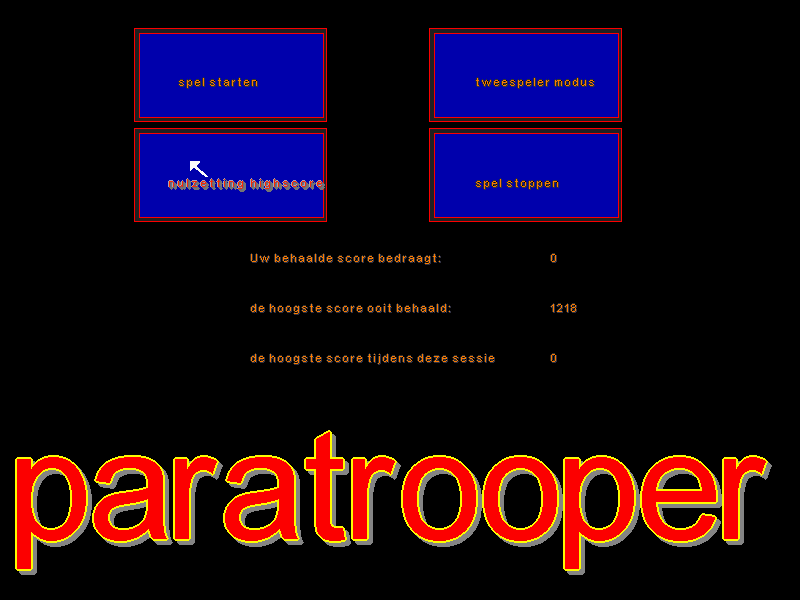 spel starten
tweespeler modus
nulzetting highscore
spel stoppen
Uw behaalde score bedraagt: 0
de hoogste score ooit behaald: 1218
de hoogste score tijdens deze sessie 0
paratrooper